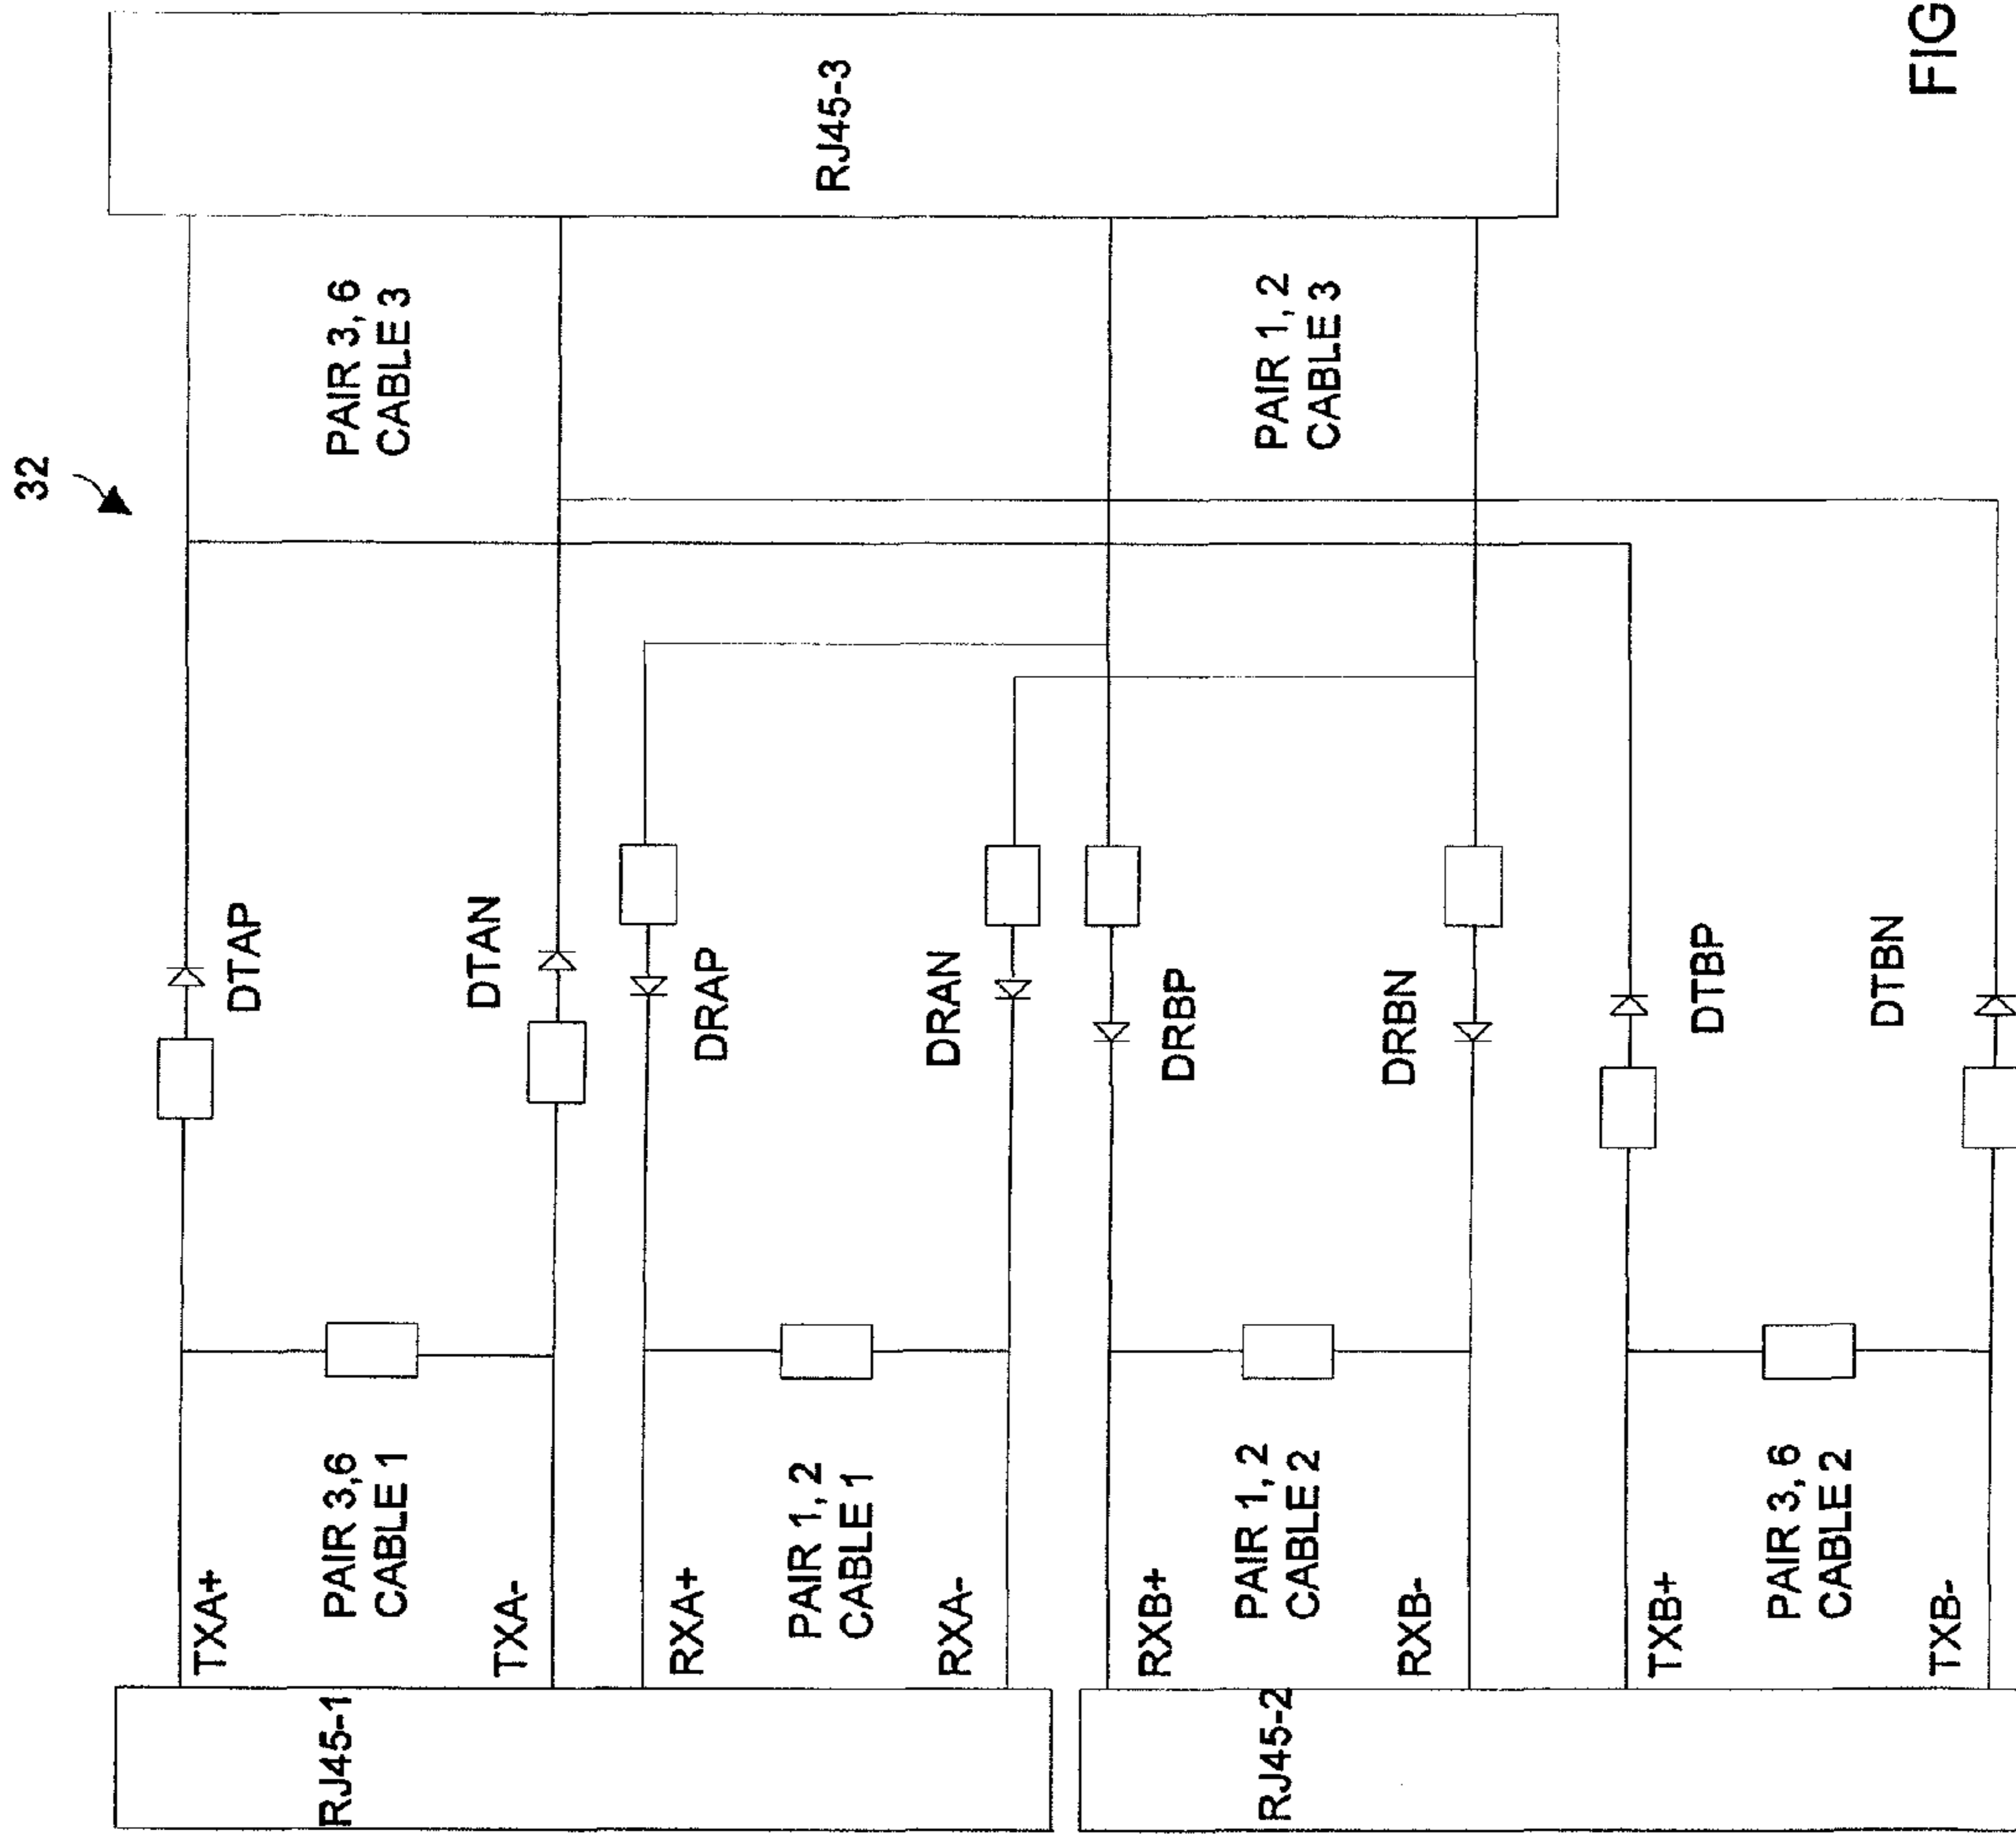 32
RJ45-3
PAIR 3, 6
CABLE 3
PAIR 1, 2
CABLE 3
DTAP
DTAN
DRAP
DRAN
DRBP
DRBN
DTBP
DTBN
TXA+
PAIR 3,6
CABLE 1
TXA-
RXA+
PAIR 1, 2
CABLE 1
RXA-
RXB+
PAIR 1, 2
CABLE 2
RXB-
TXB+
PAIR 3, 6
CABLE 2
TXB-
RJ45-1
RJ45-2
FIG